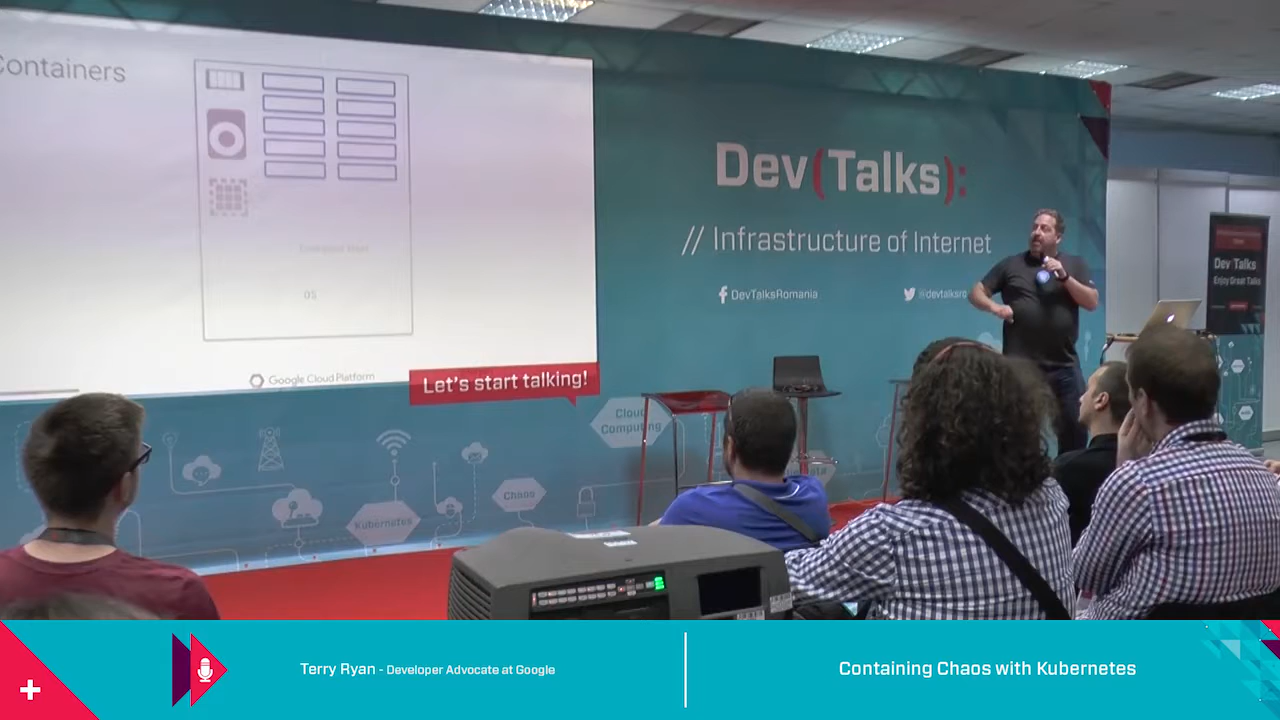 Containers
OS
Google Cloud Platform
Let's start talking!
Dev(Talks):
// Infrastructure of Internet
DevTalksRomania
@devtalksro
Dev Talks
Enjoy Great Talks
Cloud
Computing
Chaos
Kubernetes
Terry Ryan - Developer Advocate at Google
Containing Chaos with Kubernetes